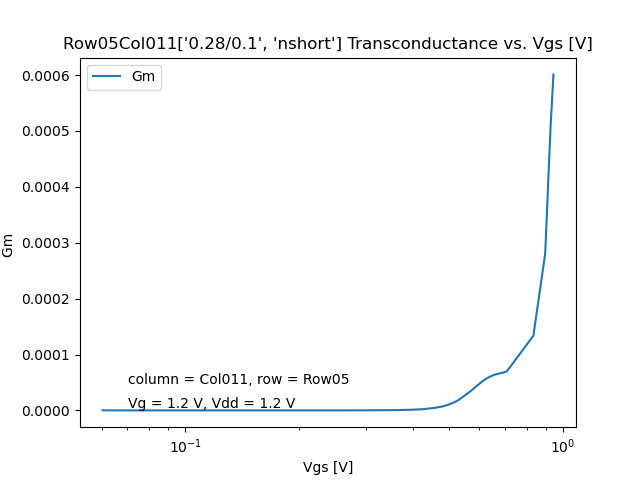 Row05Col011['0.28/0.1', 'nshort'] Transconductance vs. Vgs [V]
Gm
0.0006
0.0005
0.0004
0.0003
0.0002
0.0001
0.0000
Gm
column = Col011, row = Row05
Vg = 1.2 V, Vdd = 1.2 V
10⁻¹
10⁰
Vgs [V]